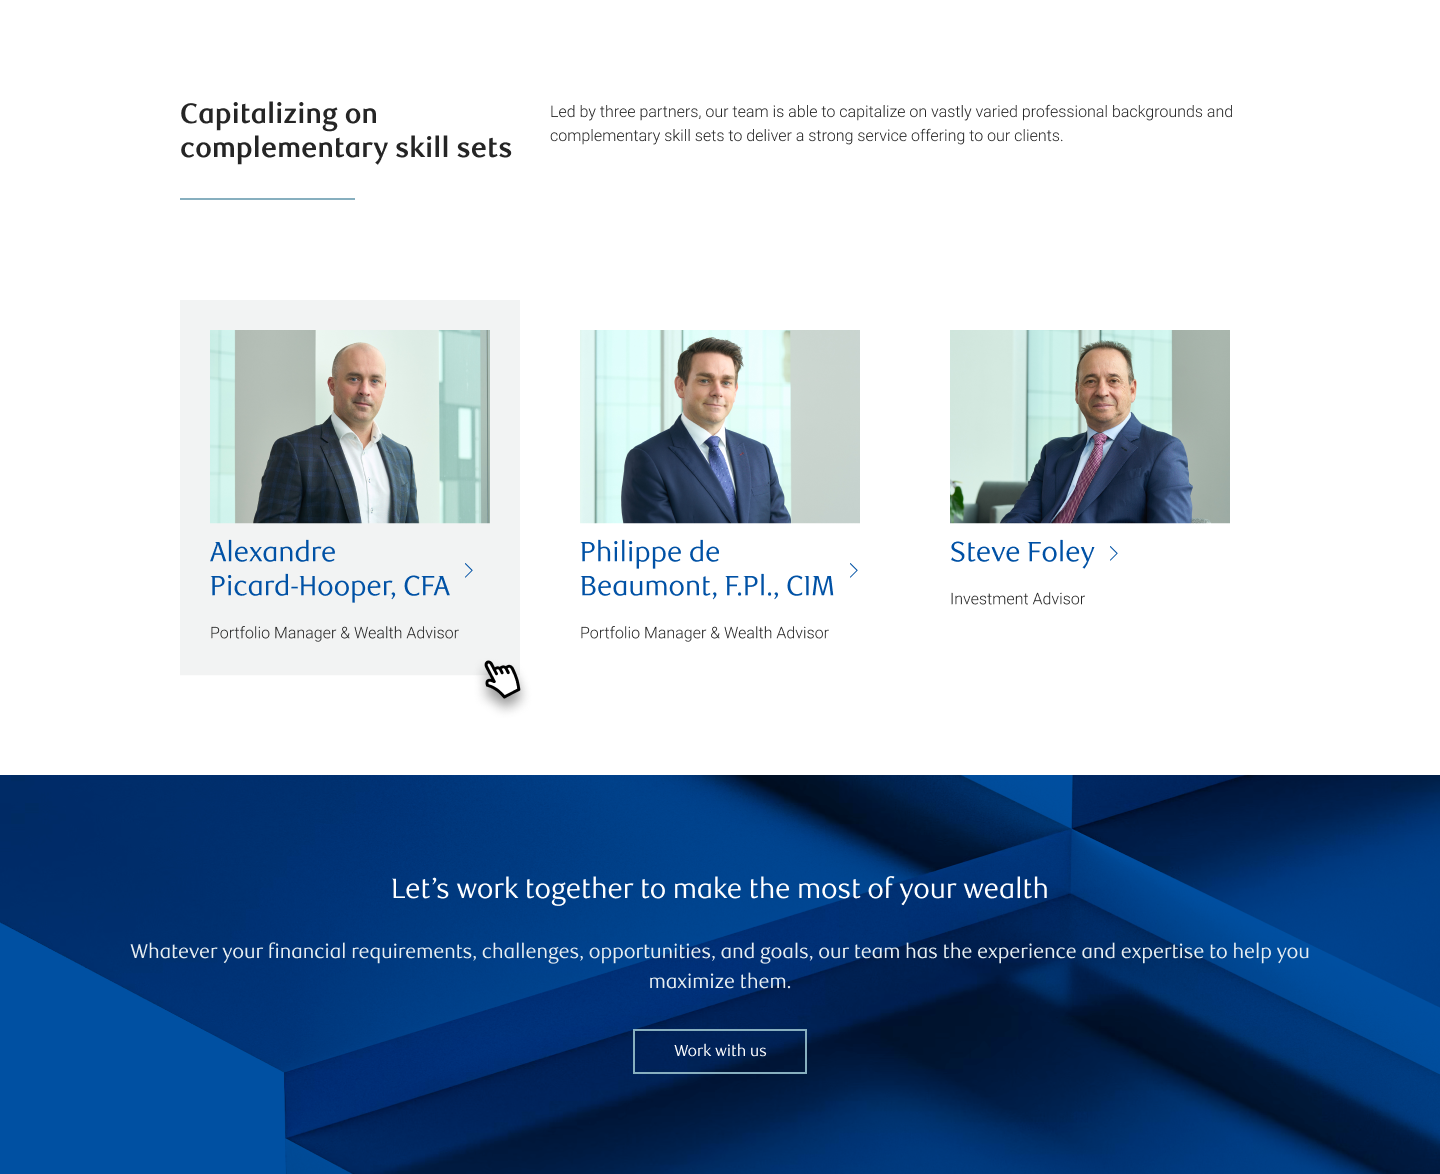 Capitalizing on
complementary skill sets
Led by three partners, our team is able to capitalize on vastly varied professional backgrounds and
complementary skill sets to deliver a strong service offering to our clients.
Alexandre
Picard-Hooper, CFA
Portfolio Manager & Wealth Advisor
Philippe de
Beaumont, F.Pl., CIM
Portfolio Manager & Wealth Advisor
Steve Foley
Investment Advisor
Let’s work together to make the most of your wealth
Whatever your financial requirements, challenges, opportunities, and goals, our team has the experience and expertise to help you
maximize them.
Work with us